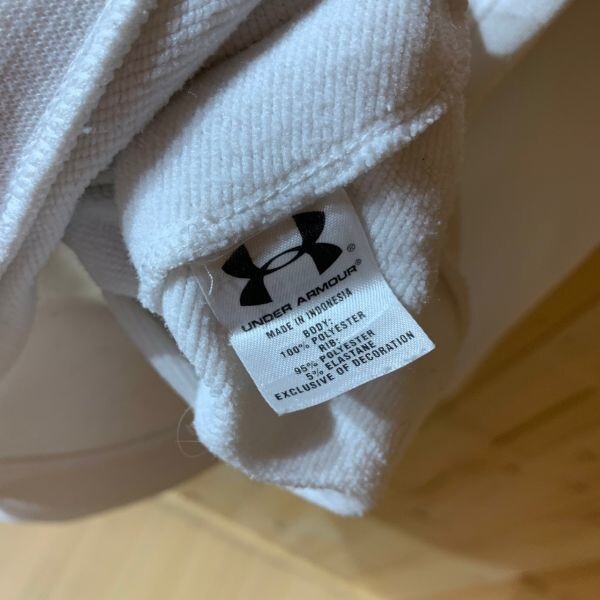 ®
UNDER ARMOUR®
MADE IN INDONESIA
BODY:
100% POLYESTER
RIB:
95% POLYESTER
5% ELASTANE
EXCLUSIVE OF DECORATION